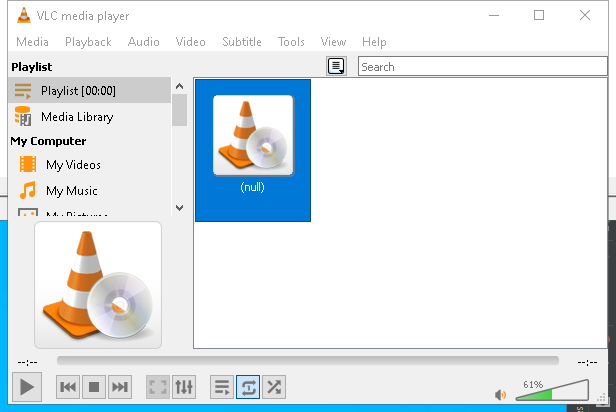 VLC media player
Media Playback Audio Video Subtitle Tools View Help
Playlist
Search
Playlist [00:00]
Media Library
My Computer
My Videos
My Music
My Pictures
(null)
--:--
--:--
61%